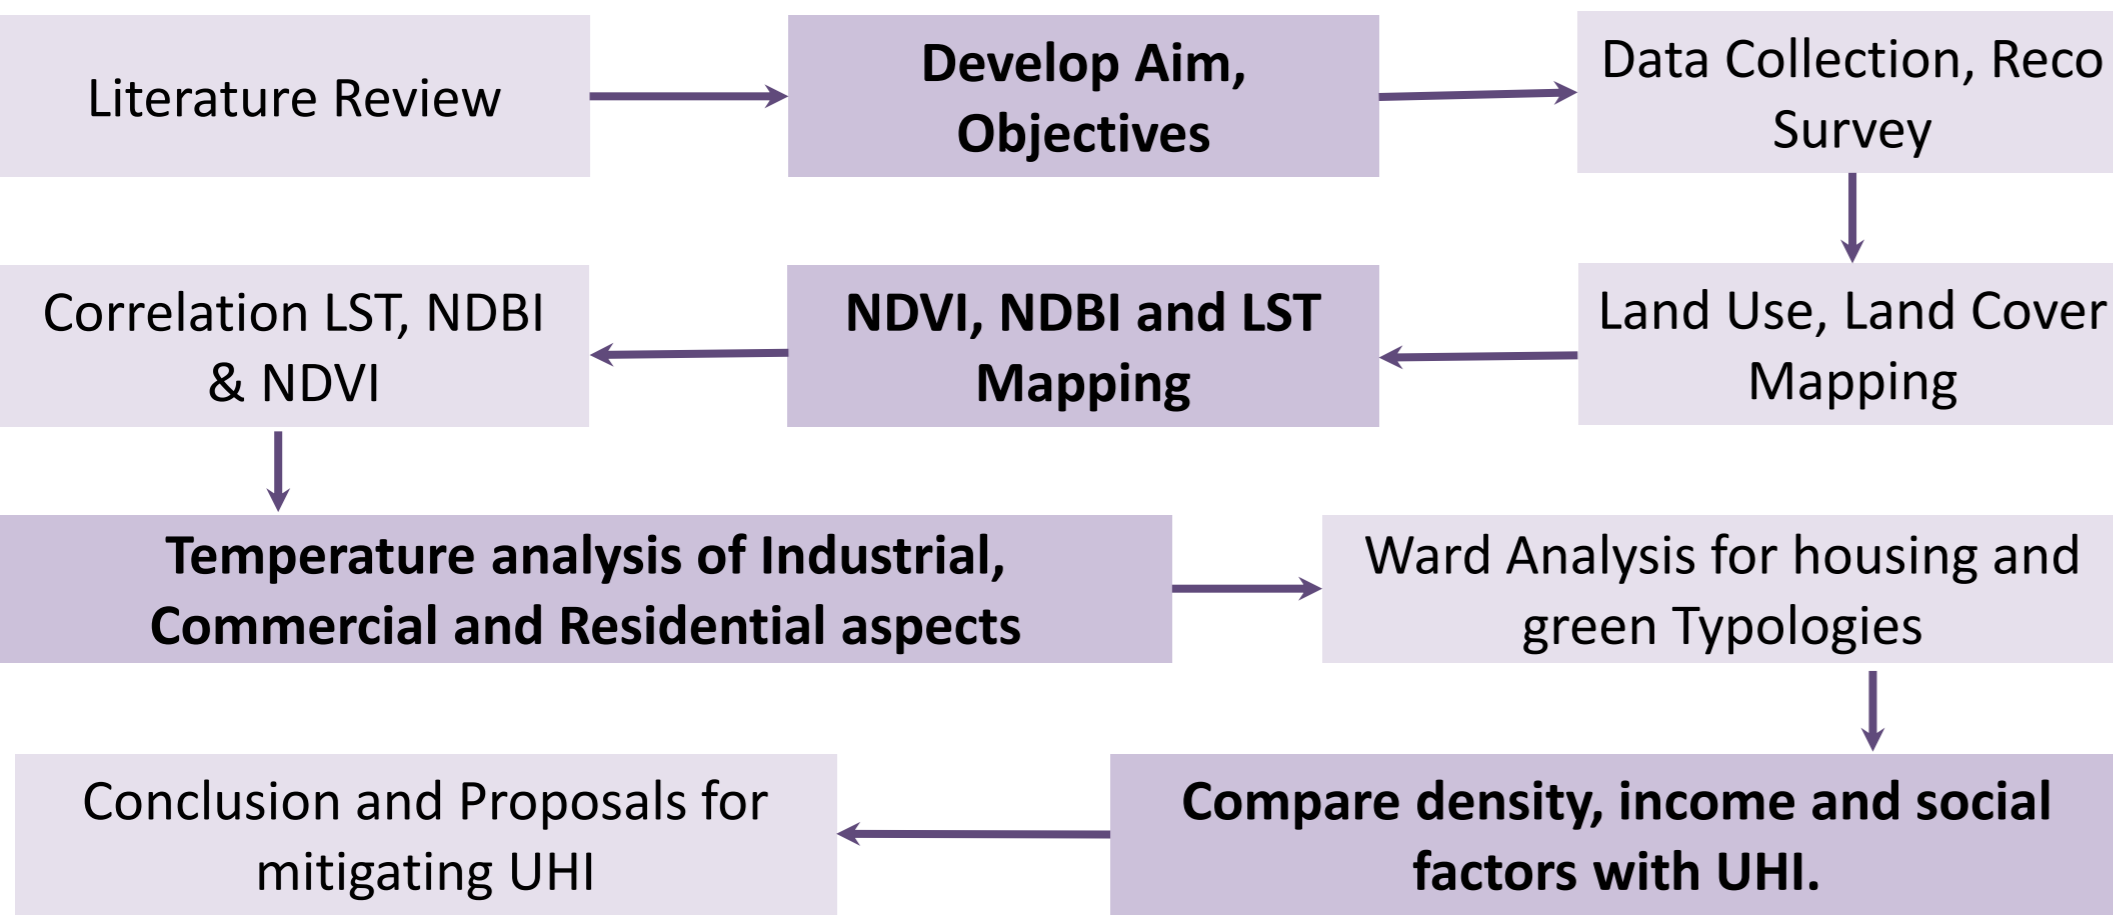 Literature Review
Develop Aim,
Objectives
Data Collection, Reco
Survey
Correlation LST, NDBI
& NDVI
NDVI, NDBI and LST
Mapping
Land Use, Land Cover
Mapping
Temperature analysis of Industrial,
Commercial and Residential aspects
Ward Analysis for housing and
green Typologies
Conclusion and Proposals for
mitigating UHI
Compare density, income and social
factors with UHI.